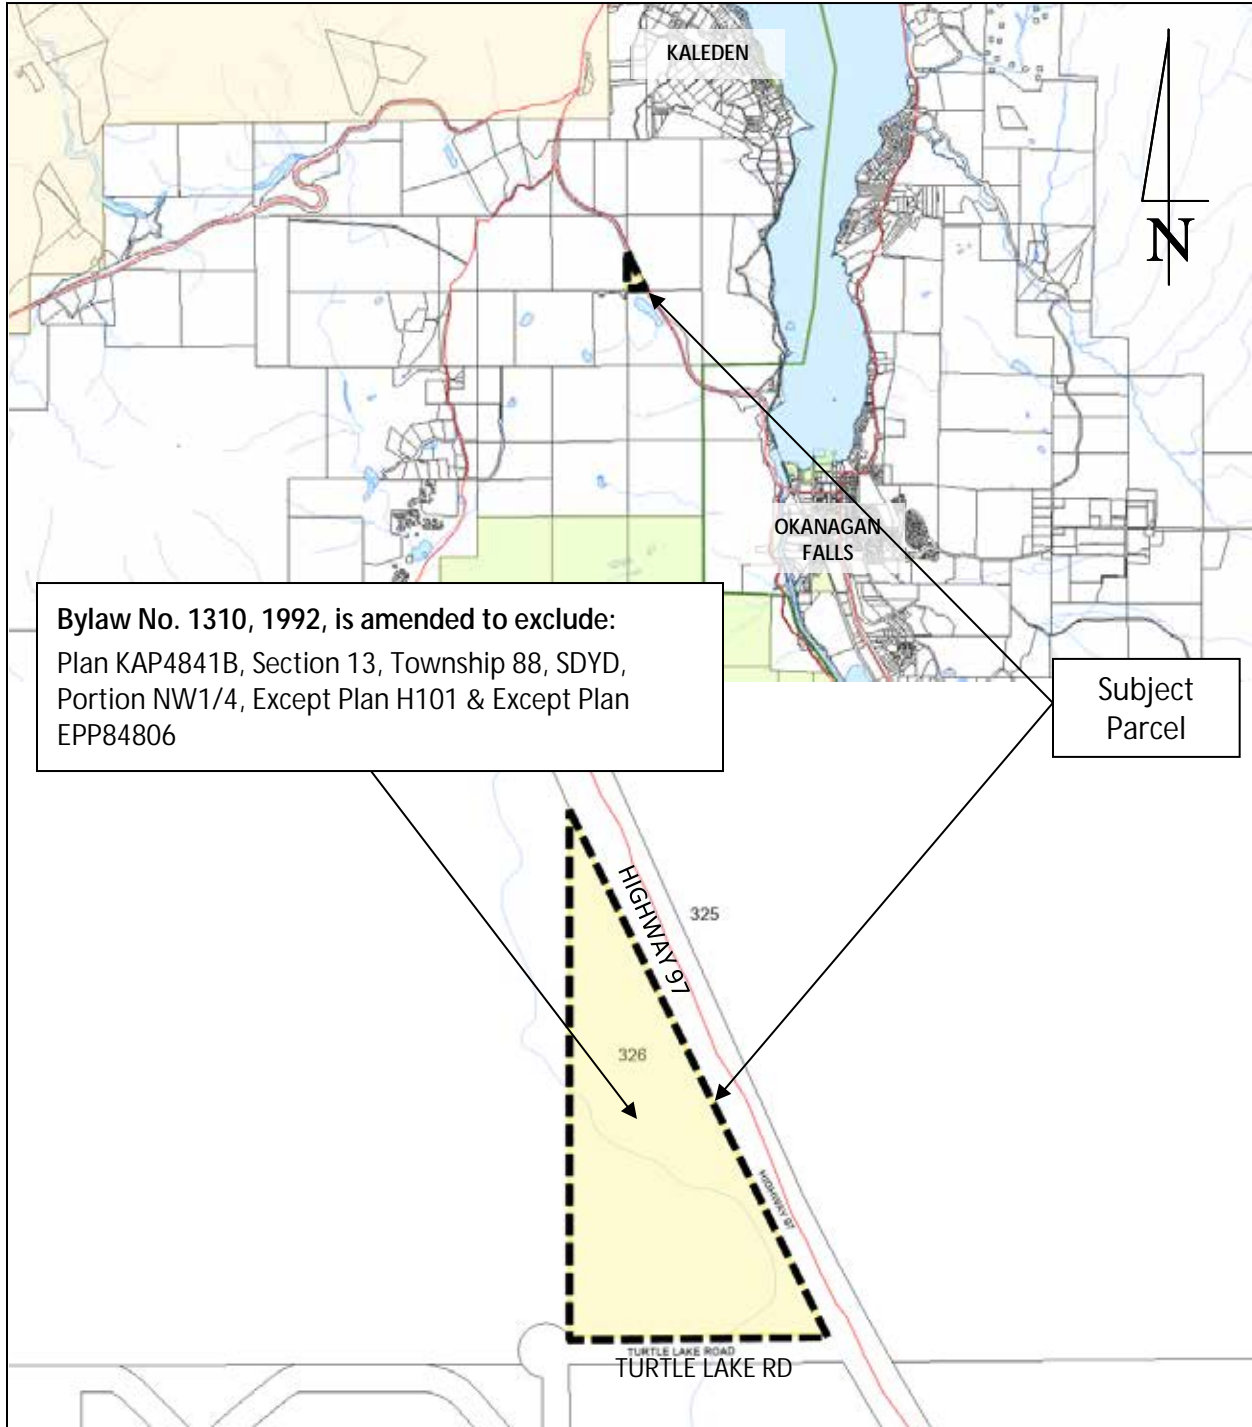 KALEDEN
N
OKANAGAN
FALLS
Bylaw No. 1310, 1992, is amended to exclude:
Plan KAP4841B, Section 13, Township 88, SDYD,
Portion NW1/4, Except Plan H101 & Except Plan
EPP84806
Subject
Parcel
HIGHWAY 97
325
326
HIGHWAY 97
TURTLE LAKE ROAD
TURTLE LAKE RD